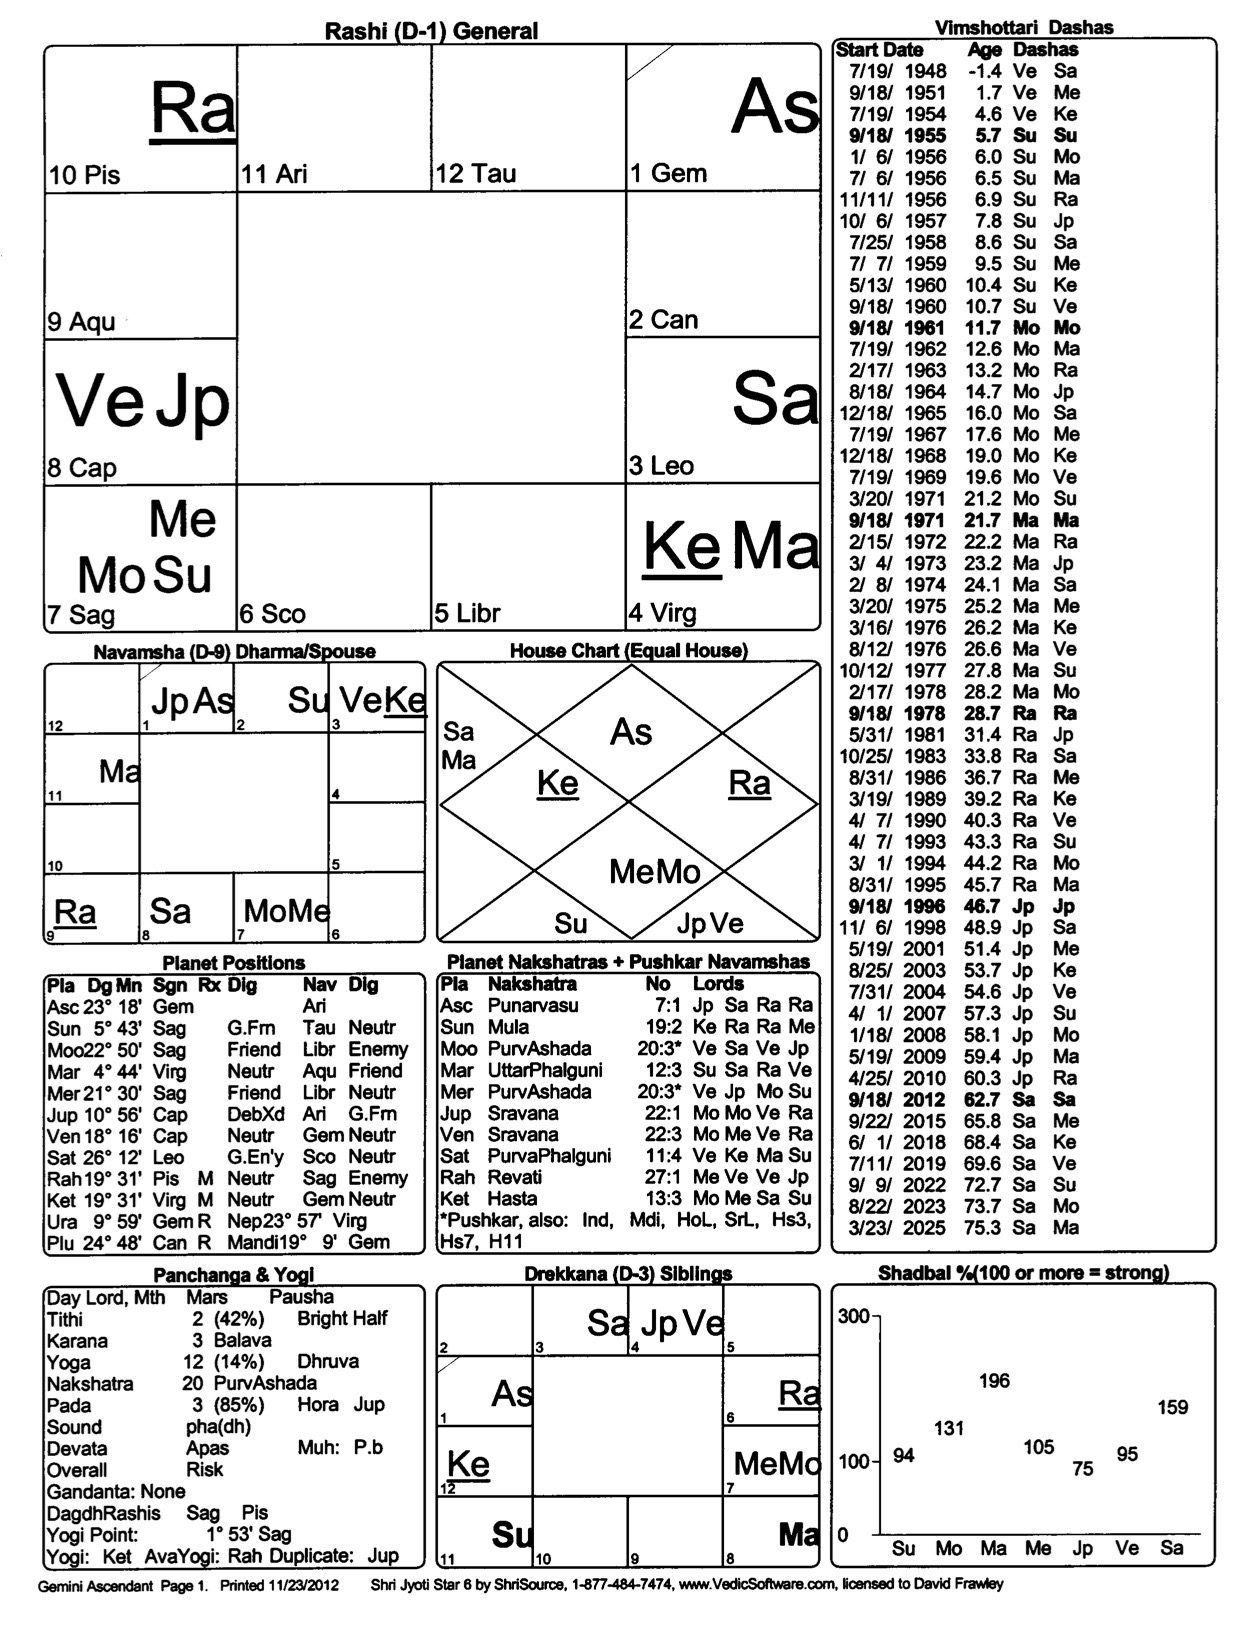 Rashi (D-1) General
Ra
As
10 Pis
11 Ari
12 Tau
1 Gem
9 Aqu
2 Can
Ve Jp
Sa
8 Cap
3 Leo
Me
Mo Su
Ke Ma
7 Sag
6 Sco
5 Libr
4 Virg
Vimshottari Dashas
Start Date Age Dashas
7/19/ 1948 -1.4 Ve Sa
9/18/ 1951 1.7 Ve Me
7/19/ 1954 4.6 Ve Ke
9/18/ 1955 5.7 Su Su
1/ 6/ 1956 6.0 Su Mo
7/ 6/ 1956 6.5 Su Ma
11/11/ 1956 6.9 Su Ra
10/ 6/ 1957 7.8 Su Jp
7/25/ 1958 8.6 Su Sa
7/ 7/ 1959 9.5 Su Me
5/13/ 1960 10.4 Su Ke
9/18/ 1960 10.7 Su Ve
9/18/ 1961 11.7 Mo Mo
7/19/ 1962 12.6 Mo Ma
2/17/ 1963 13.2 Mo Ra
8/18/ 1964 14.7 Mo Jp
12/18/ 1965 16.0 Mo Sa
7/19/ 1967 17.6 Mo Me
12/18/ 1968 19.0 Mo Ke
7/19/ 1969 19.6 Mo Ve
3/20/ 1971 21.2 Mo Su
9/18/ 1971 21.7 Ma Ma
2/15/ 1972 22.2 Ma Ra
3/ 4/ 1973 23.2 Ma Jp
2/ 8/ 1974 24.1 Ma Sa
3/20/ 1975 25.2 Ma Me
3/16/ 1976 26.2 Ma Ke
8/12/ 1976 26.6 Ma Ve
10/12/ 1977 27.8 Ma Su
2/17/ 1978 28.2 Ma Mo
9/18/ 1978 28.7 Ra Ra
5/31/ 1981 31.4 Ra Jp
10/25/ 1983 33.8 Ra Sa
8/31/ 1986 36.7 Ra Me
3/19/ 1989 39.2 Ra Ke
4/ 7/ 1990 40.3 Ra Ve
4/ 7/ 1993 43.3 Ra Su
3/ 1/ 1994 44.2 Ra Mo
8/31/ 1995 45.7 Ra Ma
9/18/ 1996 46.7 Jp Jp
11/ 6/ 1998 48.9 Jp Sa
5/19/ 2001 51.4 Jp Me
8/25/ 2003 53.7 Jp Ke
7/31/ 2004 54.6 Jp Ve
4/ 1/ 2007 57.3 Jp Su
1/18/ 2008 58.1 Jp Mo
5/19/ 2009 59.4 Jp Ma
4/25/ 2010 60.3 Jp Ra
9/18/ 2012 62.7 Sa Sa
9/22/ 2015 65.8 Sa Me
6/ 1/ 2018 68.4 Sa Ke
7/11/ 2019 69.6 Sa Ve
9/ 9/ 2022 72.7 Sa Su
8/22/ 2023 73.7 Sa Mo
3/23/ 2025 75.3 Sa Ma
Navamsha (D-9) Dharma/Spouse
Jp As
Su
Ve Ke
12
1
2
3
Ma
11
4
10
5
Ra
Sa
Mo Me
9
8
7
6
House Chart (Equal House)
Sa
Ma
As
Ke
Ra
Me Mo
Su
Jp Ve
Planet Positions
Pla Dg Mn Sgn Rx Dig Nav Dig
Asc 23° 18' Gem Ari
Sun 5° 43' Sag G.Frn Tau Neutr
Moo 22° 50' Sag Friend Libr Enemy
Mar 4° 44' Virg Neutr Aqu Friend
Mer 21° 30' Sag Friend Libr Neutr
Jup 10° 56' Cap DebXd Ari G.Frn
Ven 18° 16' Cap Neutr Gem Neutr
Sat 26° 12' Leo G.En'y Sco Neutr
Rah 19° 31' Pis M Neutr Sag Enemy
Ket 19° 31' Virg M Neutr Gem Neutr
Ura 9° 59' Gem R Nep 23° 57' Virg
Plu 24° 48' Can R Mandi 19° 9' Gem
Planet Nakshatras + Pushkar Navamshas
Pla Nakshatra No Lords
Asc Punarvasu 7:1 Jp Sa Ra Ra
Sun Mula 19:2 Ke Ra Ra Me
Moo PurvAshada 20:3* Ve Sa Ve Jp
Mar UttarPhalguni 12:3 Su Sa Ra Ve
Mer PurvAshada 20:3* Ve Jp Mo Su
Jup Sravana 22:1 Mo Mo Ve Ra
Ven Sravana 22:3 Mo Me Ve Ra
Sat PurvaPhalguni 11:4 Ve Ke Ma Su
Rah Revati 27:1 Me Ve Ve Jp
Ket Hasta 13:3 Mo Me Sa Su
*Pushkar, also: Ind, Mdi, HoL, SrL, Hs3,
Hs7, H11
Panchanga & Yogi
Day Lord, Mth Mars Pausha
Tithi 2 (42%) Bright Half
Karana 3 Balava
Yoga 12 (14%) Dhruva
Nakshatra 20 PurvAshada
Pada 3 (85%) Hora Jup
Sound pha(dh)
Devata Apas Muh: P.b
Overall Risk
Gandanta: None
DagdhRashis Sag Pis
Yogi Point: 1° 53' Sag
Yogi: Ket AvaYogi: Rah Duplicate: Jup
Drekkana (D-3) Siblings
Sa
Jp Ve
2
3
4
5
As
Ra
1
6
Ke
Me Mo
12
7
Su
Ma
11
10
9
8
Shadbal %(100 or more = strong)
300
196
159
131
105
100
94
95
75
0
Su Mo Ma Me Jp Ve Sa
Gemini Ascendant Page 1. Printed 11/23/2012 Shri Jyoti Star 6 by ShriSource, 1-877-484-7474, www.VedicSoftware.com, licensed to David Frawley